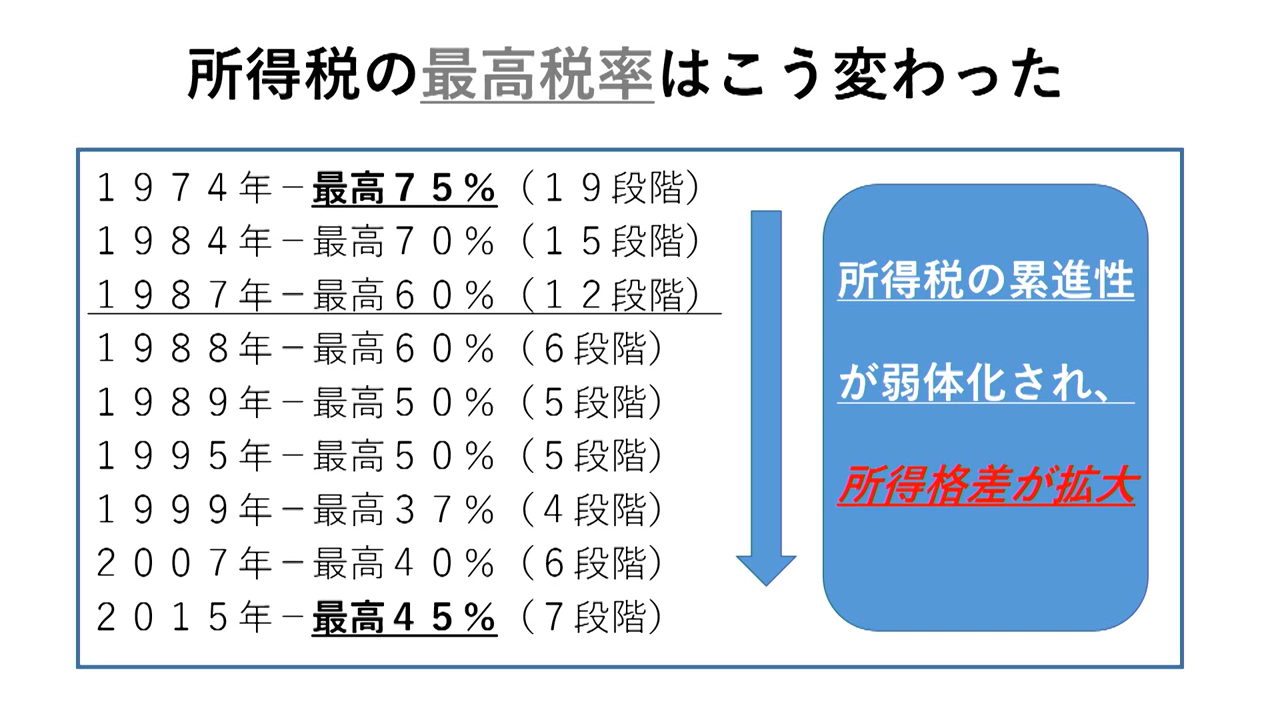 所得税の最高税率はこう変わった
１９７４年－最高７５％（１９段階）
１９８４年－最高７０％（１５段階）
１９８７年－最高６０％（１２段階）
１９８８年－最高６０％（６段階）
１９８９年－最高５０％（５段階）
１９９５年－最高５０％（５段階）
１９９９年－最高３７％（４段階）
２００７年－最高４０％（６段階）
２０１５年－最高４５％（７段階）
所得税の累進性
が弱体化され、
所得格差が拡大